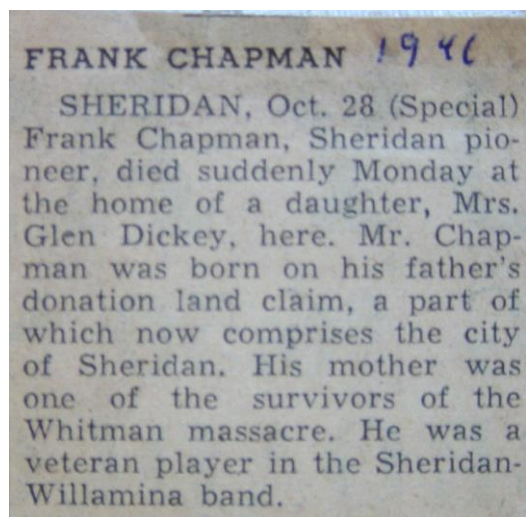 FRANK CHAPMAN 1946
SHERIDAN, Oct. 28 (Special)
Frank Chapman, Sheridan pio-
neer, died suddenly Monday at
the home of a daughter, Mrs.
Glen Dickey, here. Mr. Chap-
man was born on his father's
donation land claim, a part of
which now comprises the city
of Sheridan. His mother was
one of the survivors of the
Whitman massacre. He was a
veteran player in the Sheridan-
Willamina band.